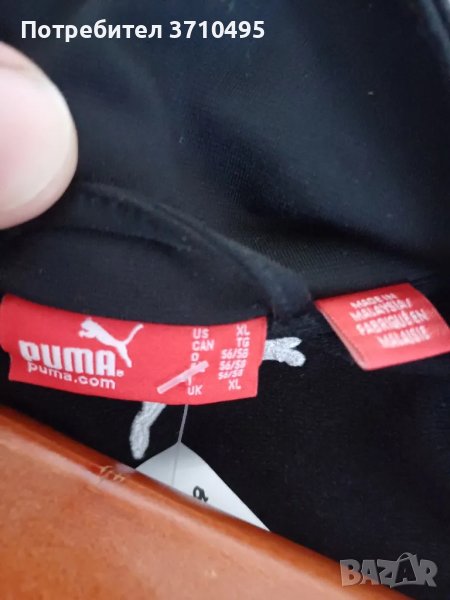 Потребител 3710495
PUMA®
puma.com
US XL
CAN TG
D 56/58
56/58
I 56/58
UK XL
MADE IN
MALAYSIA/
FABRIQUÉ EN
MALAISIE
BAZAR